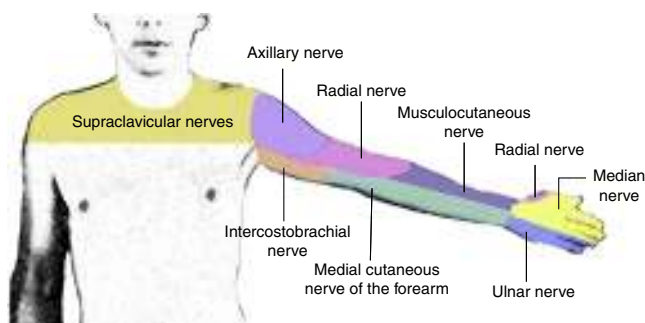 Axillary nerve
Radial nerve
Musculocutaneous
nerve
Supraclavicular nerves
Radial nerve
Median
nerve
Intercostobrachial
nerve
Medial cutaneous
nerve of the forearm
Ulnar nerve